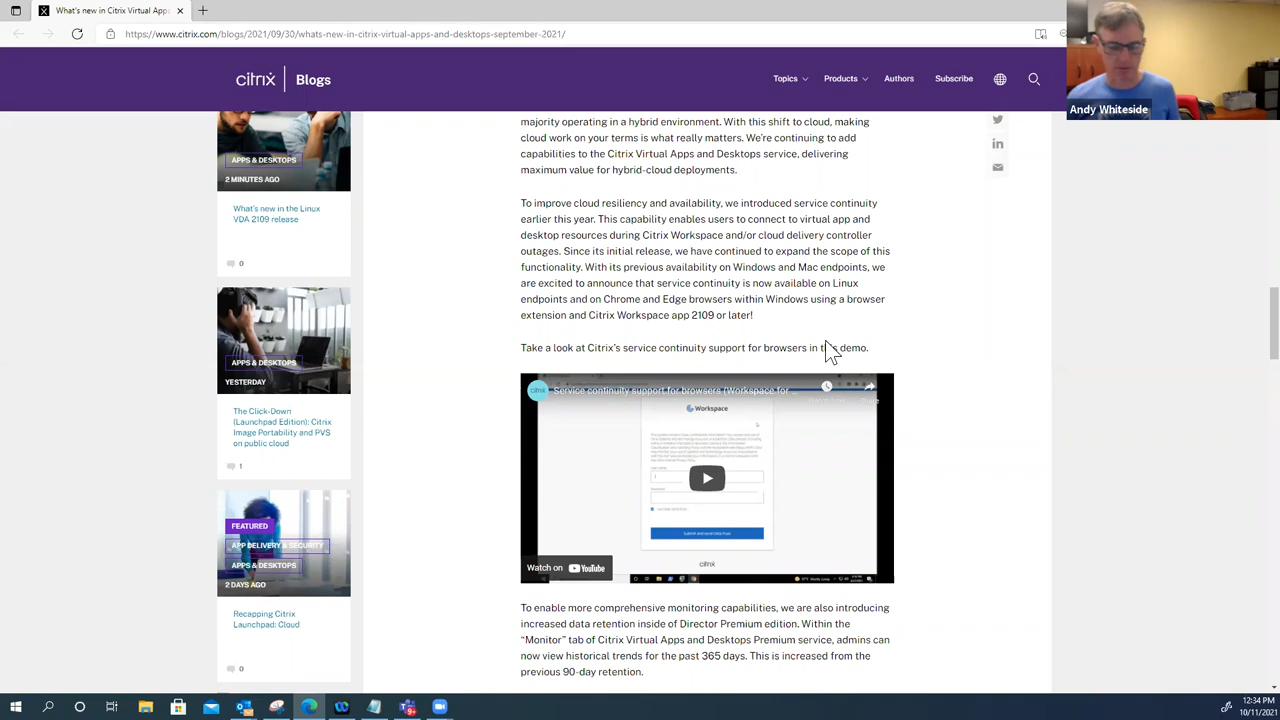 What's new in Citrix Virtual Apps
https://www.citrix.com/blogs/2021/09/30/whats-new-in-citrix-virtual-apps-and-desktops-september-2021/
citrix | Blogs
Topics Products Authors Subscribe
Andy Whiteside
APPS & DESKTOPS
2 MINUTES AGO
What's new in the Linux
VDA 2109 release
0
APPS & DESKTOPS
YESTERDAY
The Click-Down
(Launchpad Edition): Citrix
Image Portability and PVS
on public cloud
1
FEATURED
APP DELIVERY & SECURITY
APPS & DESKTOPS
2 DAYS AGO
Recapping Citrix
Launchpad: Cloud
0
majority operating in a hybrid environment. With this shift to cloud, making
cloud work on your terms is what really matters. We're continuing to add
capabilities to the Citrix Virtual Apps and Desktops service, delivering
maximum value for hybrid-cloud deployments.
To improve cloud resiliency and availability, we introduced service continuity
earlier this year. This capability enables users to connect to virtual app and
desktop resources during Citrix Workspace and/or cloud delivery controller
outages. Since its initial release, we have continued to expand the scope of this
functionality. With its previous availability on Windows and Mac endpoints, we
are excited to announce that service continuity is now available on Linux
endpoints and on Chrome and Edge browsers within Windows using a browser
extension and Citrix Workspace app 2109 or later!
Take a look at Citrix's service continuity support for browsers in this demo.
citrix
Service continuity support for browsers (Workspace for ...
Share
Workspace
Watch on YouTube
citrix
To enable more comprehensive monitoring capabilities, we are also introducing
increased data retention inside of Director Premium edition. Within the
“Monitor” tab of Citrix Virtual Apps and Desktops Premium service, admins can
now view historical trends for the past 365 days. This is increased from the
previous 90-day retention.
12:34 PM
10/11/2021